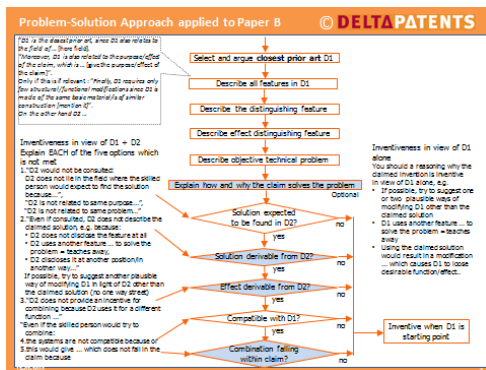 Problem-Solution Approach applied to Paper B
© DELTAPATENTS
"D1 is the closest prior art, since D1 also relates to
the field of... [here field].
"Moreover, D1 is also related to the purpose/effect
of the claim, which is ... [give the purpose/effect of
the claim]".
Only if this is relevant : "Finally, D1 requires only
few structural/functional modifications since D1 is
made of the same basic material/is of similar
construction [mention it]".
On the other hand D2 ...
Select and argue closest prior art D1
Describe all features in D1
Describe the distinguishing feature
Describe effect distinguishing feature
Describe objective technical problem
Explain how and why the claim solves the problem
Optional
Solution expected
to be found in D2?
no
yes
Solution derivable from D2?
no
yes
Effect derivable from D2?
no
yes
Compatible with D1?
no
yes
Combination falling
within claim?
no
Inventive when D1 is
starting point
Inventiveness in view of D1 + D2
Explain EACH of the five options which
is not met
1."D2 would not be consulted:
D2 does not lie in the field where the skilled
person would expect to find the solution
because...",
"D2 is not related to same purpose...",
"D2 is not related to same problem..."
2."Even if consulted, D2 does not describe the
claimed solution, e.g. because :
• D2 does not disclose the feature at all
• D2 uses another feature ... to solve the
problem = teaches away,
• D2 discloses it at another position/in
another way..."
If possible, try to suggest another plausible
way of modifying D1 in light of D2 other than
the claimed solution (no one way street)
3."D2 does not provide an incentive for
combining because D2 uses it for a different
function ..."
"Even if the skilled person would try to
combine:
4.the systems are not compatible because or
5.this would give ... which does not fall in the
claim because
Inventiveness in view of D1
alone
You should a reasoning why the
claimed invention is inventive
in view of D1 alone, e.g.
• If possible, try to suggest one
or two plausible ways of
modifying D1 other than the
claimed solution
• D1 uses another feature ... to
solve the problem = teaches
away
• Using the claimed solution
would result in a modification
... which causes D1 to loose
desirable function/effect..